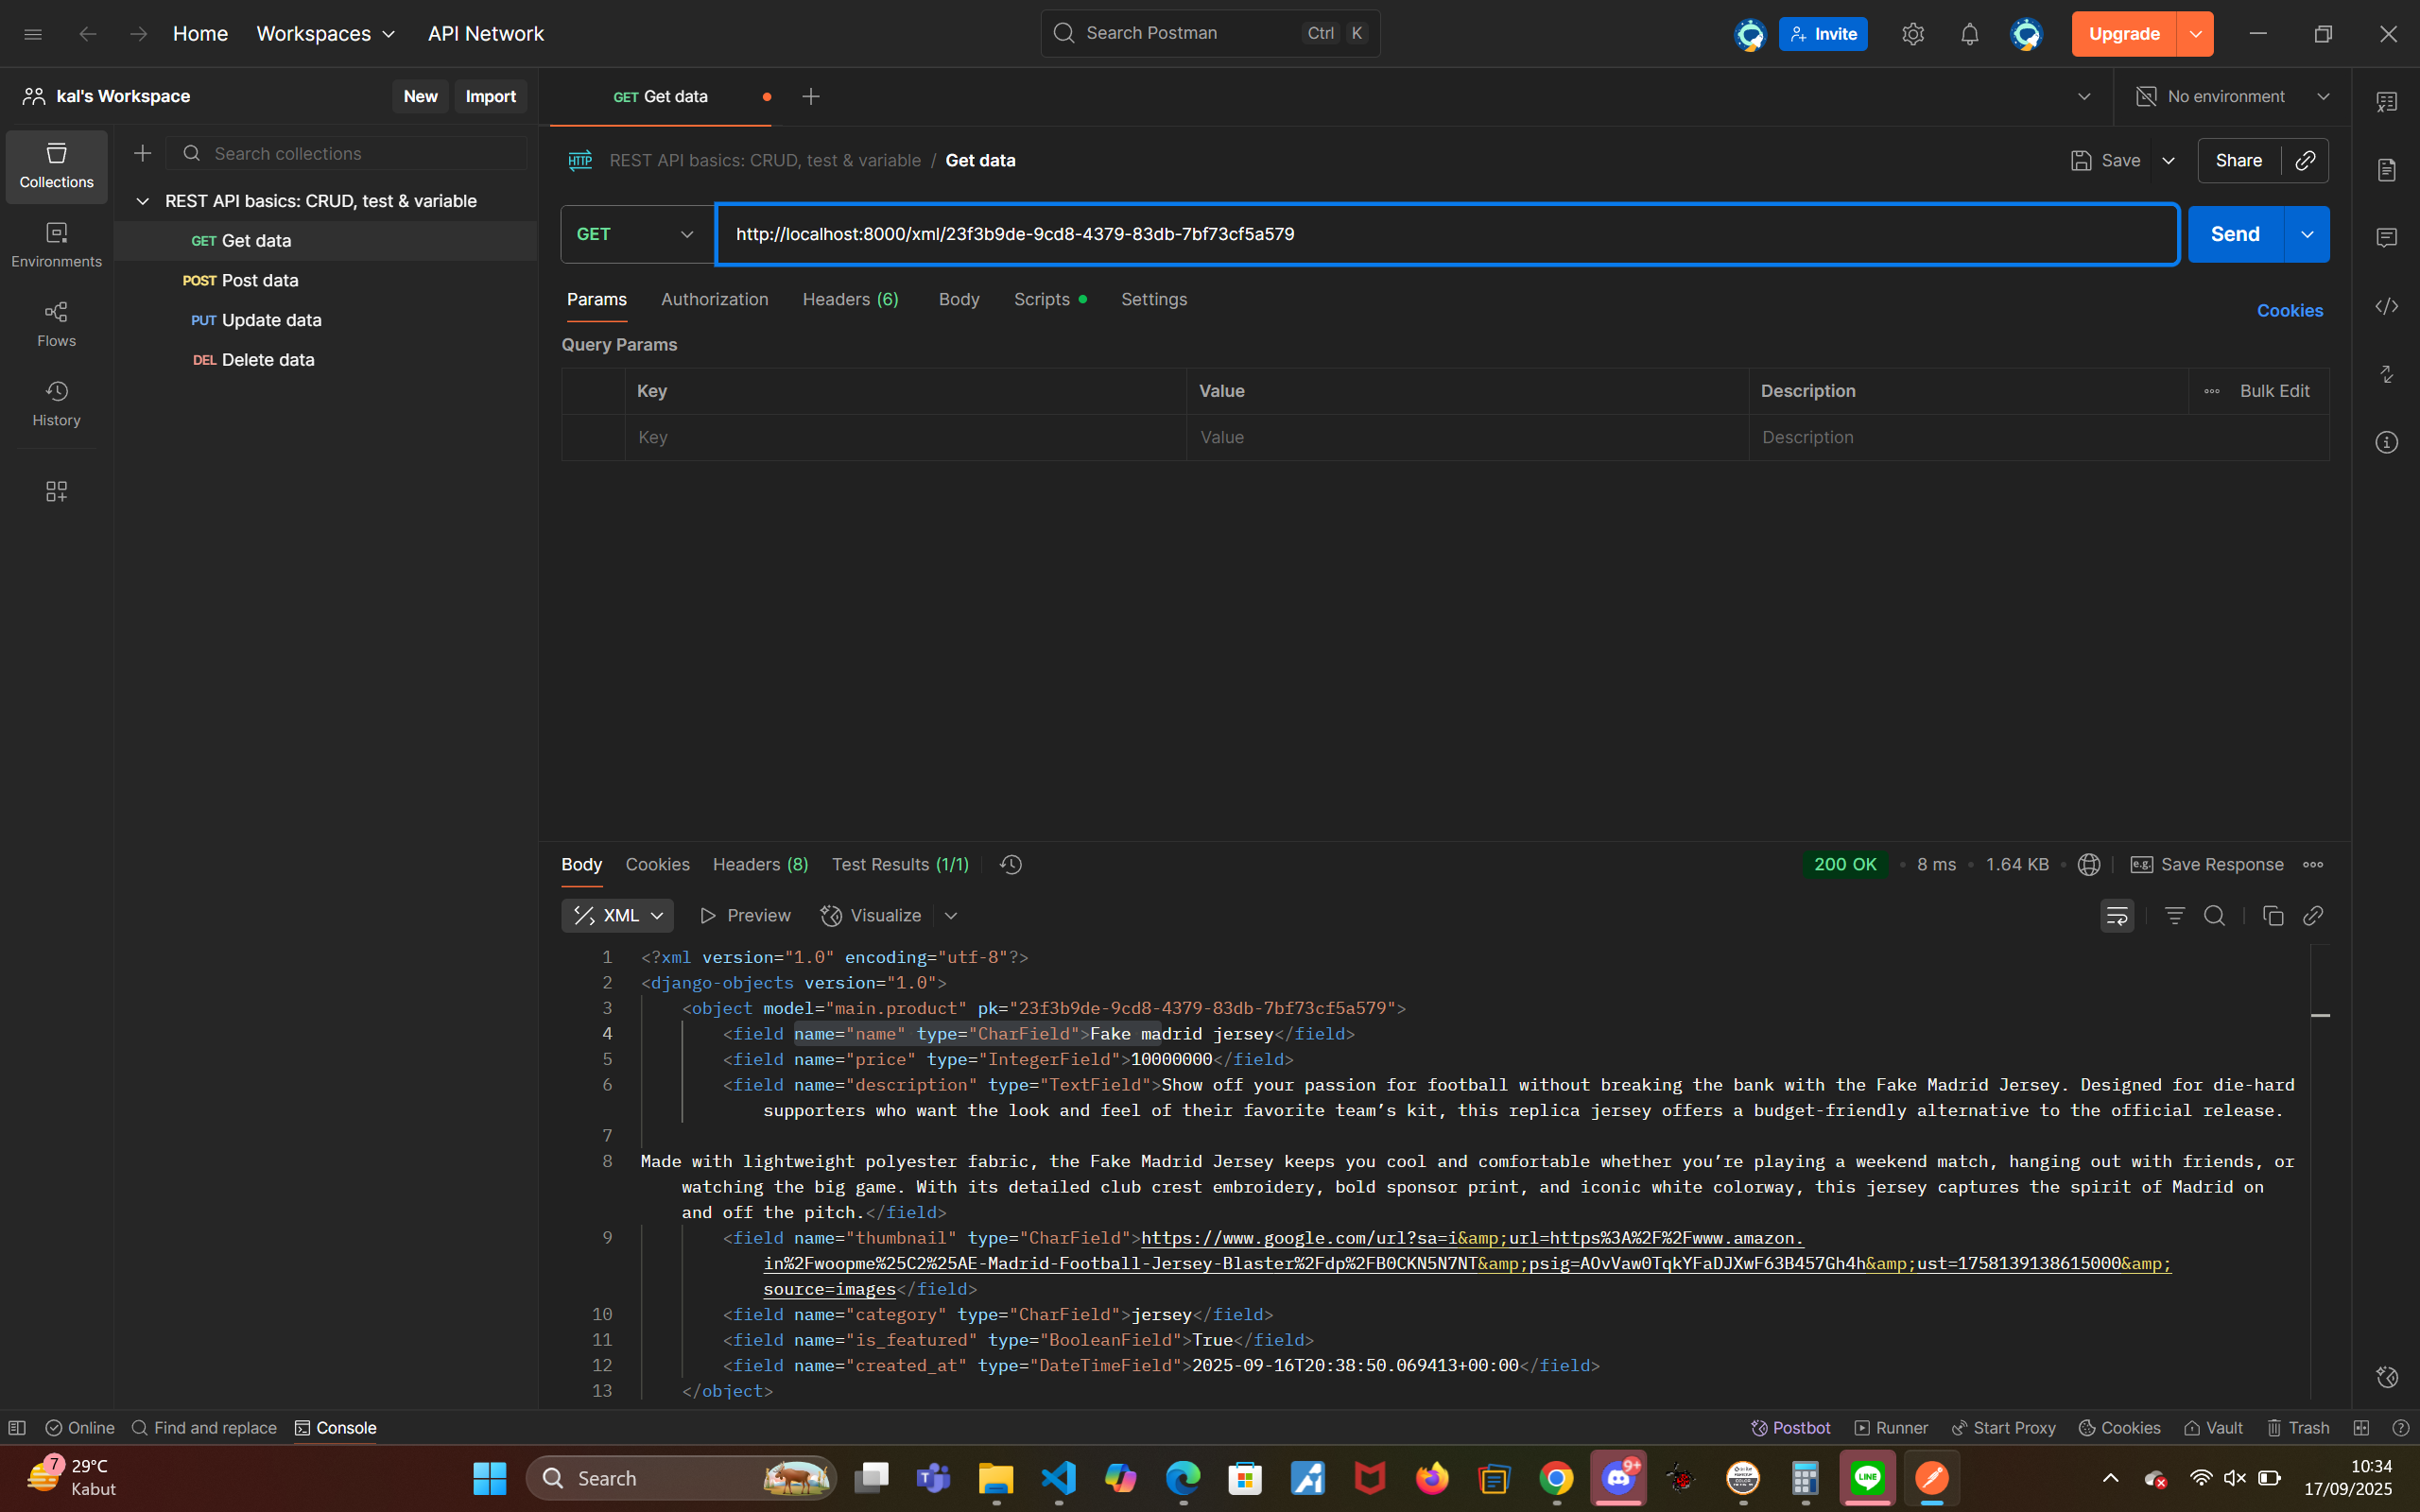 Home
Workspaces
API Network
Search Postman
Ctrl K
Invite
Upgrade
kal's Workspace
New
Import
GET Get data
No environment
Collections
Environments
Flows
History
Search collections
REST API basics: CRUD, test & variable
GET Get data
POST Post data
PUT Update data
DEL Delete data
HTTP REST API basics: CRUD, test & variable / Get data
Save
Share
GET
http://localhost:8000/xml/23f3b9de-9cd8-4379-83db-7bf73cf5a579
Send
Params Authorization Headers (6) Body Scripts Settings
Cookies
Query Params
Key Value Description Bulk Edit
Key Value Description
Body Cookies Headers (8) Test Results (1/1)
200 OK 8 ms 1.64 KB
e.g. Save Response
XML
Preview
Visualize
1 <?xml version="1.0" encoding="utf-8"?>
2 <django-objects version="1.0">
3 <object model="main.product" pk="23f3b9de-9cd8-4379-83db-7bf73cf5a579">
4 <field name="name" type="CharField">Fake madrid jersey</field>
5 <field name="price" type="IntegerField">10000000</field>
6 <field name="description" type="TextField">Show off your passion for football without breaking the bank with the Fake Madrid Jersey. Designed for die-hard
supporters who want the look and feel of their favorite team’s kit, this replica jersey offers a budget-friendly alternative to the official release.
7
8 Made with lightweight polyester fabric, the Fake Madrid Jersey keeps you cool and comfortable whether you’re playing a weekend match, hanging out with friends, or
watching the big game. With its detailed club crest embroidery, bold sponsor print, and iconic white colorway, this jersey captures the spirit of Madrid on
and off the pitch.</field>
9 <field name="thumbnail" type="CharField">https://www.google.com/url?sa=i&amp;url=https%3A%2F%2Fwww.amazon.
in%2Fwoopme%25C2%25AE-Madrid-Football-Jersey-Blaster%2Fdp%2FB0CKN5N7NT&amp;psig=AOvVaw0TqkYFaDJXwF63B457Gh4h&amp;ust=1758139138615000&amp;
source=images</field>
10 <field name="category" type="CharField">jersey</field>
11 <field name="is_featured" type="BooleanField">True</field>
12 <field name="created_at" type="DateTimeField">2025-09-16T20:38:50.069413+00:00</field>
13 </object>
Online
Find and replace
Console
Postbot
Runner
Start Proxy
Cookies
Vault
Trash
7
29°C
Kabut
Search
9+
LINE
10:34
17/09/2025